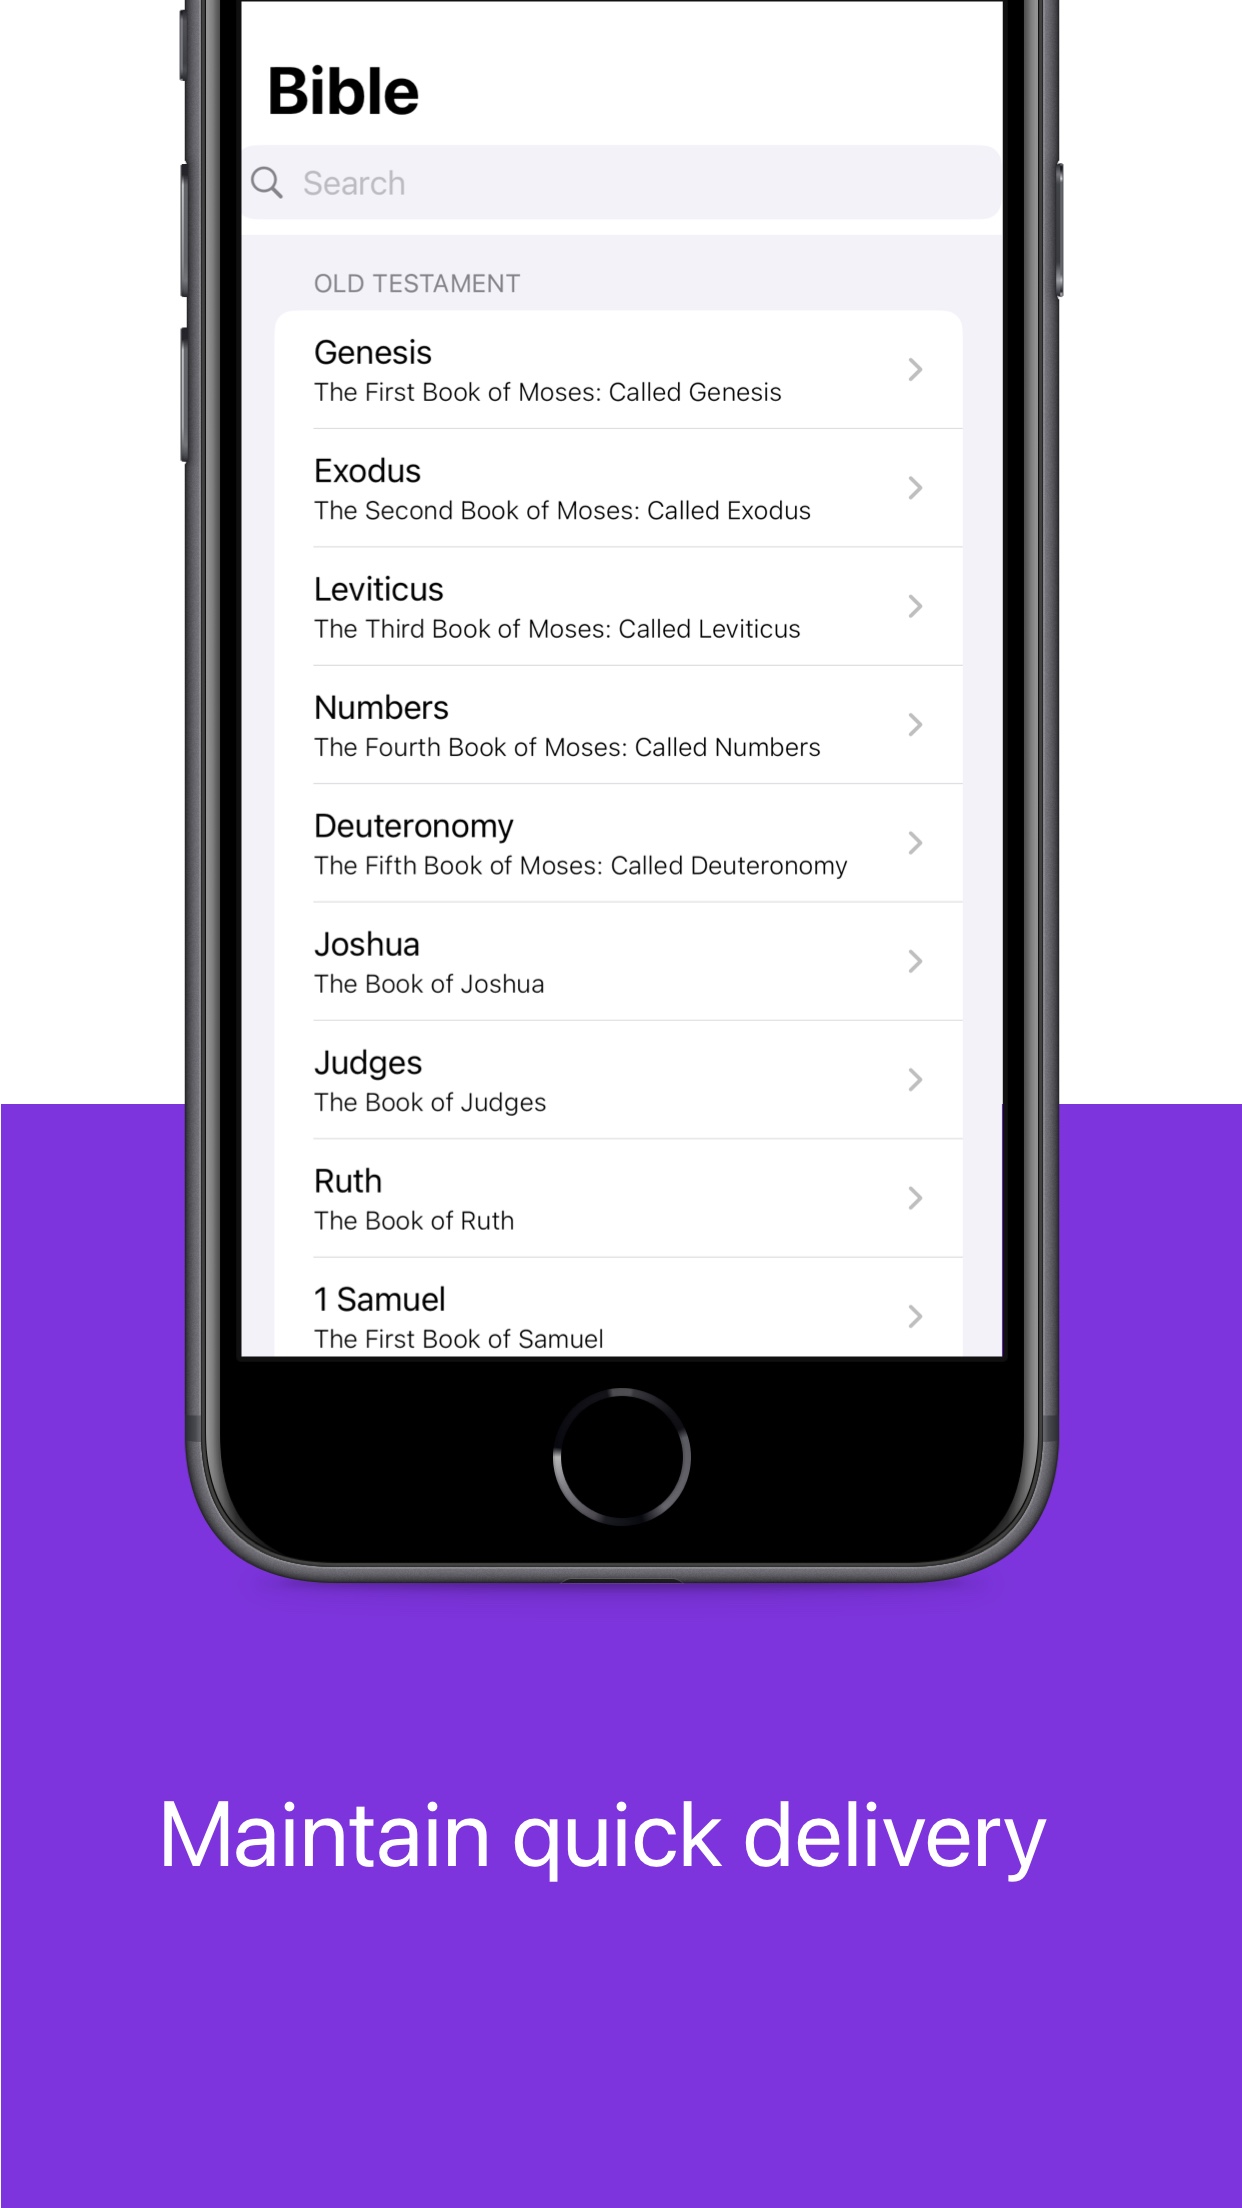 Bible
Search
OLD TESTAMENT
Genesis
The First Book of Moses: Called Genesis
Exodus
The Second Book of Moses: Called Exodus
Leviticus
The Third Book of Moses: Called Leviticus
Numbers
The Fourth Book of Moses: Called Numbers
Deuteronomy
The Fifth Book of Moses: Called Deuteronomy
Joshua
The Book of Joshua
Judges
The Book of Judges
Ruth
The Book of Ruth
1 Samuel
The First Book of Samuel
Maintain quick delivery